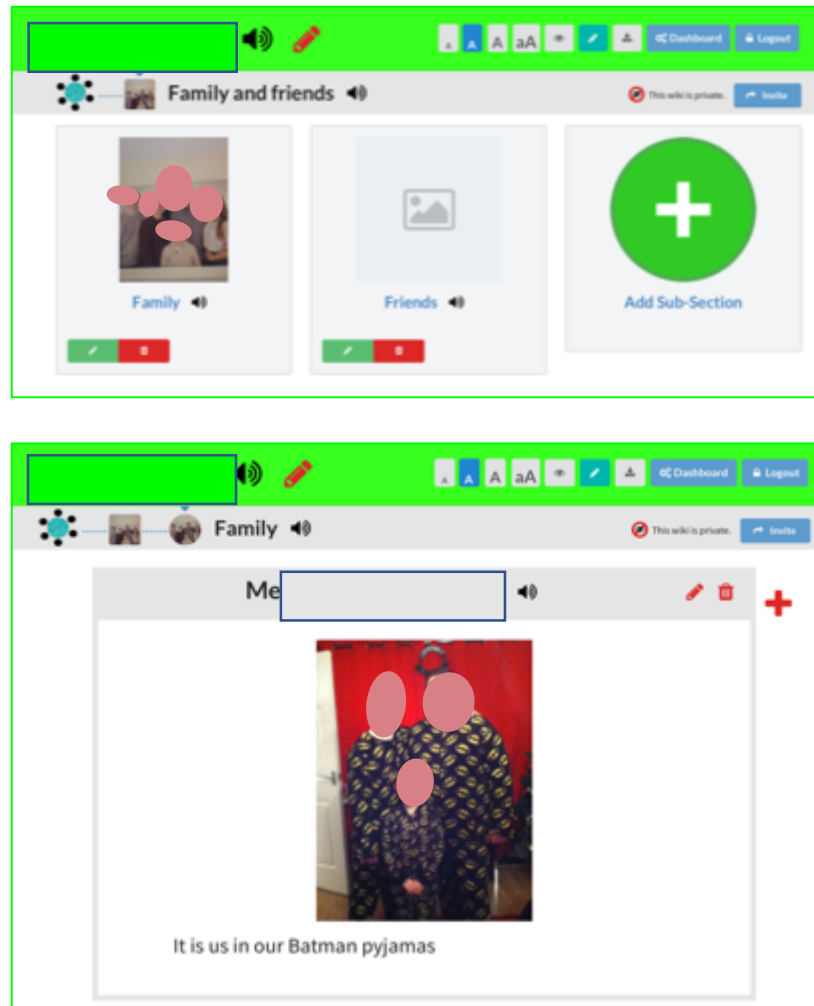 A A A aA Dashboard Logout
Family and friends This wiki is private. Invite
Family Friends Add Sub-Section
A A A aA Dashboard Logout
Family This wiki is private. Invite
Me
It is us in our Batman pyjamas